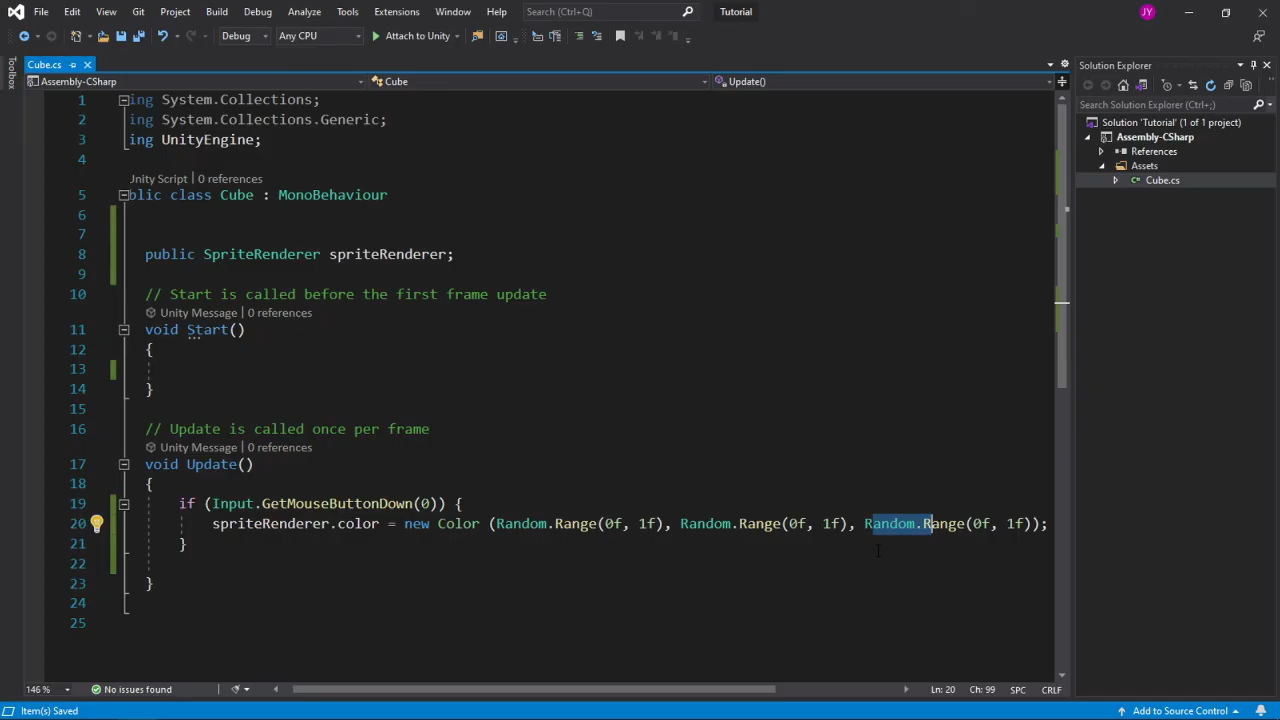 File Edit View Git Project Build Debug Analyze Tools Extensions Window Help Search (Ctrl+;) Tutorial JY
Debug Any CPU Attach to Unity
Toolbox
Cube.cs
Assembly-CSharp Cube Update()
1 ing System.Collections;
2 ing System.Collections.Generic;
3 ing UnityEngine;
4
Jnity Script | 0 references
5 blic class Cube : MonoBehaviour
6
7
8 public SpriteRenderer spriteRenderer;
9
10 // Start is called before the first frame update
Unity Message | 0 references
11 void Start()
12 {
13
14 }
15
16 // Update is called once per frame
Unity Message | 0 references
17 void Update()
18 {
19 if (Input.GetMouseButtonDown(0)) {
20 spriteRenderer.color = new Color (Random.Range(0f, 1f), Random.Range(0f, 1f), Random.Range(0f, 1f));
21 }
22
23 }
24
25
146 % No issues found Ln: 20 Ch: 99 SPC CRLF
Solution Explorer
Search Solution Explorer (Ctrl+;)
Solution 'Tutorial' (1 of 1 project)
Assembly-CSharp
References
Assets
C# Cube.cs
Item(s) Saved Add to Source Control